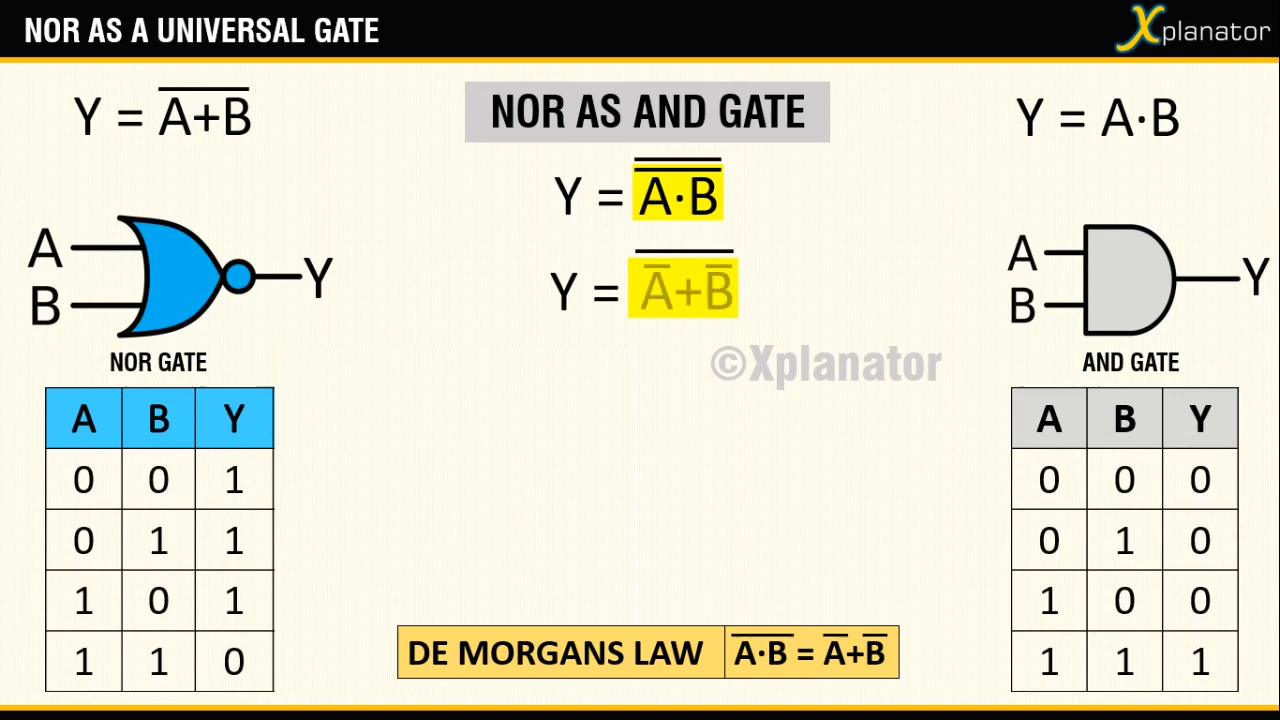 NOR AS A UNIVERSAL GATE
Xplanator
Y = A̅+̅B̅
NOR AS AND GATE
Y = A·B
Y = A̿·̿B̿
A
B
Y
A
B
Y
Y = A̿+̅B̿
©Xplanator
NOR GATE
AND GATE
A B Y
0 0 1
0 1 1
1 0 1
1 1 0
A B Y
0 0 0
0 1 0
1 0 0
1 1 1
DE MORGANS LAW A̅·̅B̅ = A̅+B̅